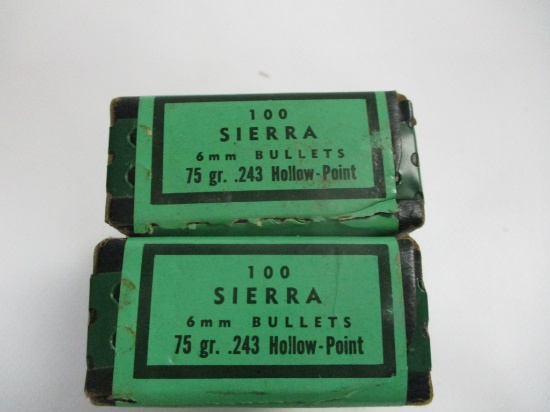 100
SIERRA
6mm BULLETS
75 gr. .243 Hollow-Point
100
SIERRA
6mm BULLETS
75 gr. .243 Hollow-Point